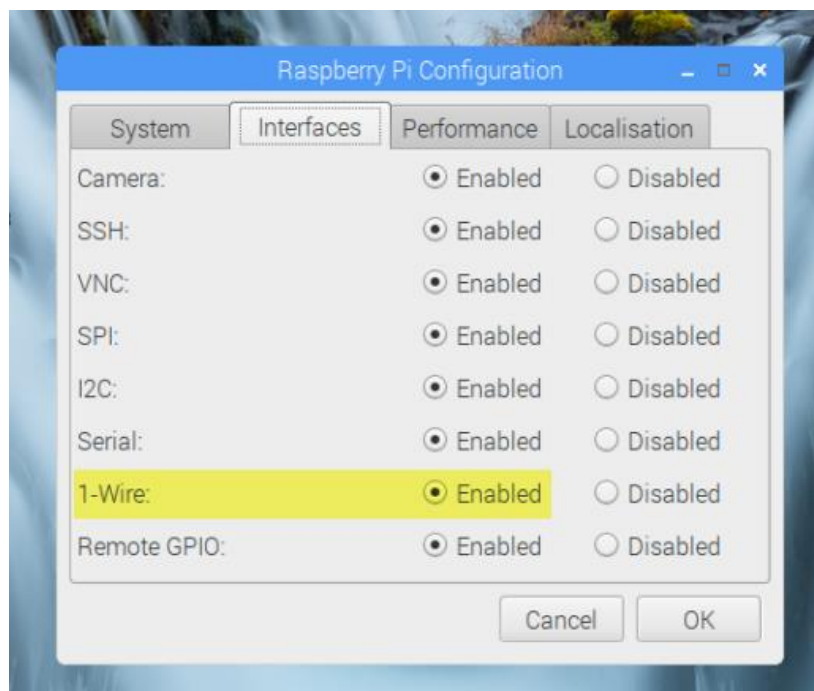 Raspberry Pi Configuration
System Interfaces Performance Localisation
Camera: Enabled Disabled
SSH: Enabled Disabled
VNC: Enabled Disabled
SPI: Enabled Disabled
I2C: Enabled Disabled
Serial: Enabled Disabled
1-Wire: Enabled Disabled
Remote GPIO: Enabled Disabled
Cancel OK